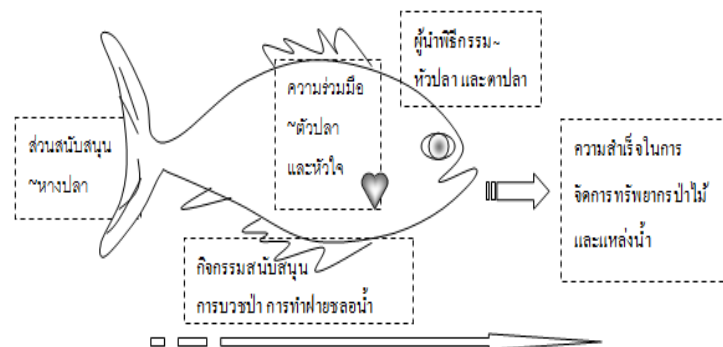 ผู้นำพิธีกรรม~
หัวปลา และตาปลา
ความร่วมมือ
~ตัวปลา
และหัวใจ
ส่วนสนับสนุน
~หางปลา
ความสำเร็จในการ
จัดการทรัพยากรป่าไม้
และแหล่งน้ำ
กิจกรรมสนับสนุน
การบวชป่า การทำฝายชลอน้ำ